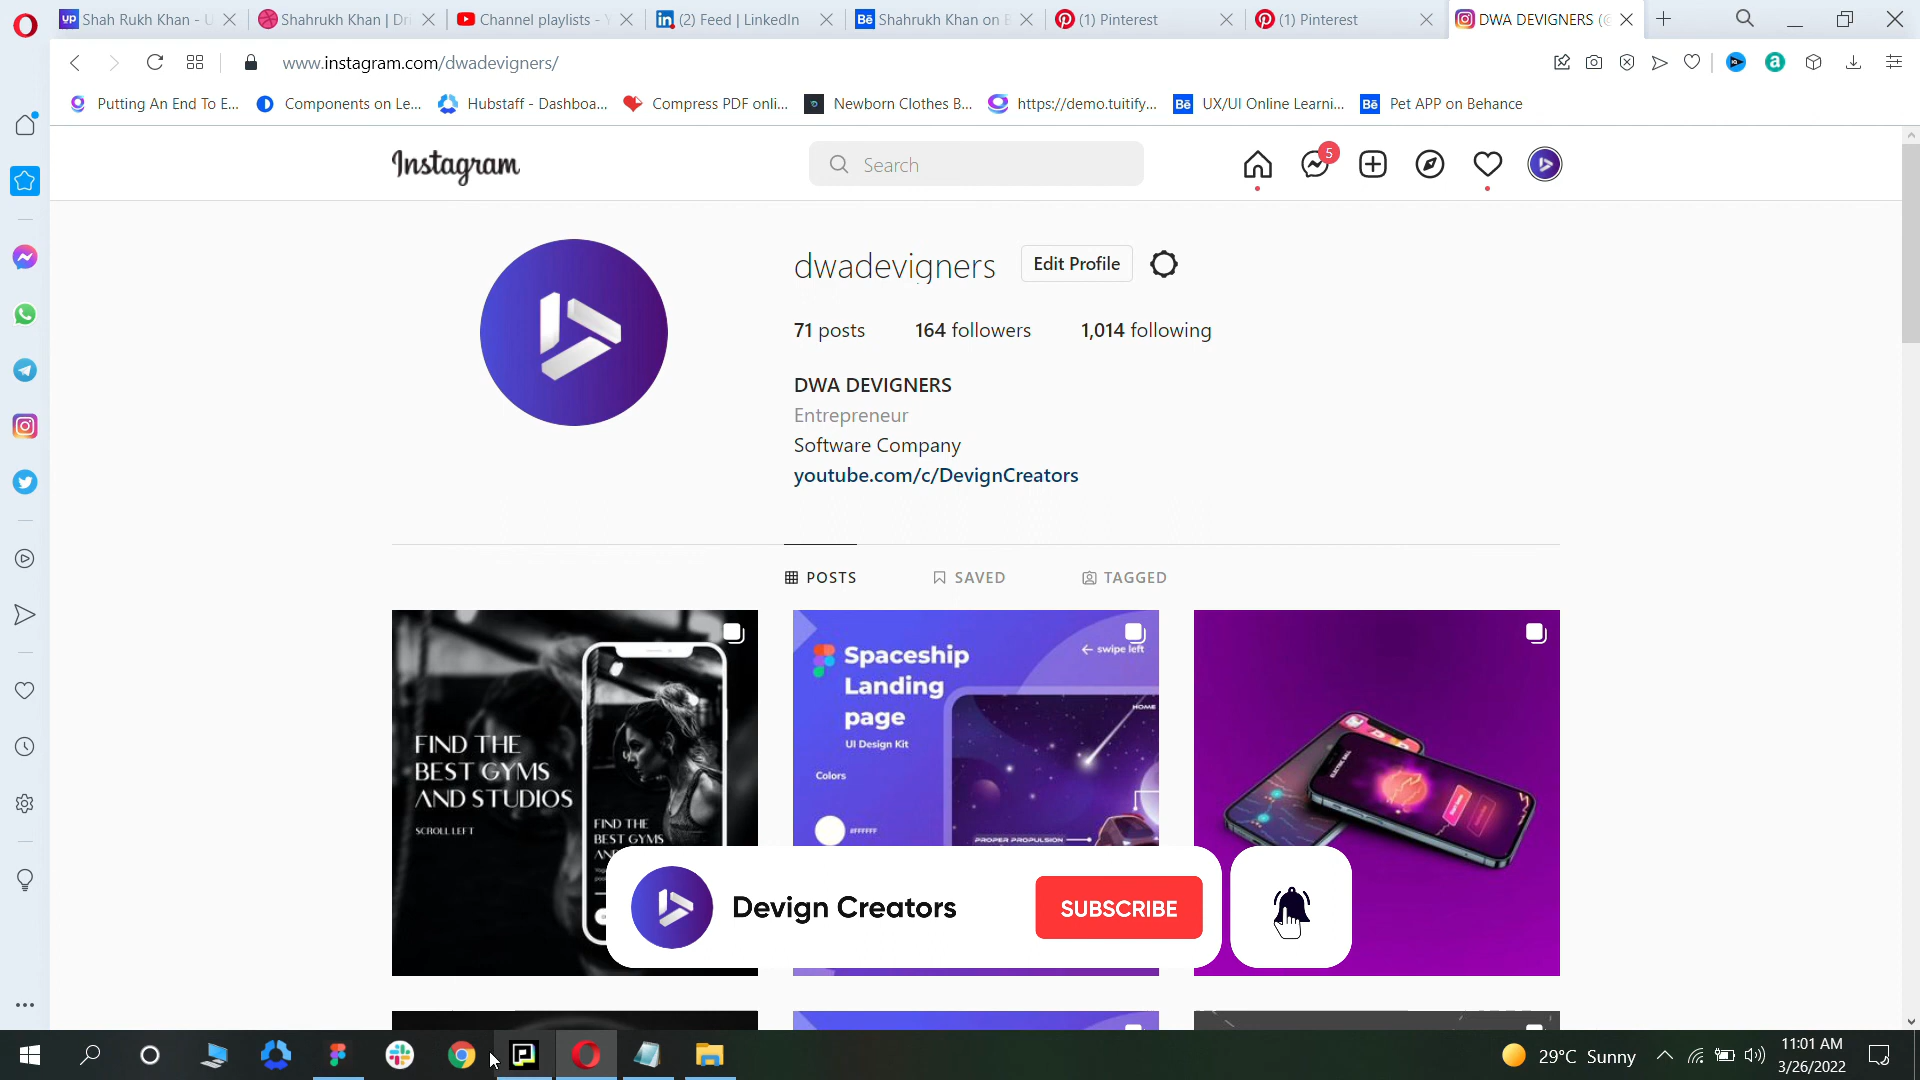 Shah Rukh Khan - U
Shahrukh Khan | Dri
Channel playlists - Y
(2) Feed | LinkedIn
Shahrukh Khan on B
(1) Pinterest
(1) Pinterest
DWA DEVIGNERS (@
www.instagram.com/dwadevigners/
Putting An End To E...
Components on Le...
Hubstaff - Dashboa...
Compress PDF onli...
Newborn Clothes B...
https://demo.tuitify...
UX/UI Online Learni...
Pet APP on Behance
Instagram
Search
5
dwadevigners
Edit Profile
71 posts 164 followers 1,014 following
DWA DEVIGNERS
Entrepreneur
Software Company
youtube.com/c/DevignCreators
POSTS SAVED TAGGED
FIND THE
BEST GYMS
AND STUDIOS
SCROLL LEFT
FIND THE
BEST GYMS
Spaceship
Landing
page
UI Design Kit
Colors
#FFFFFF
swipe left
HOME
PROPER PROPULSION
Devign Creators
SUBSCRIBE
29°C Sunny
11:01 AM
3/26/2022